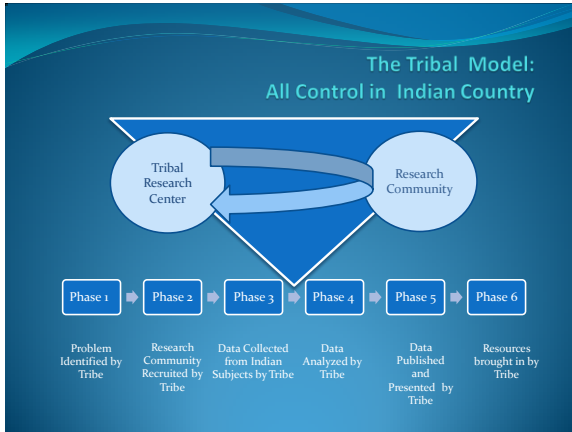 The Tribal Model:
All Control in Indian Country
Tribal
Research
Center
Research
Community
Phase 1
Phase 2
Phase 3
Phase 4
Phase 5
Phase 6
Problem
Identified by
Tribe
Research
Community
Recruited by
Tribe
Data Collected
from Indian
Subjects by Tribe
Data
Analyzed by
Tribe
Data
Published
and
Presented by
Tribe
Resources
brought in by
Tribe